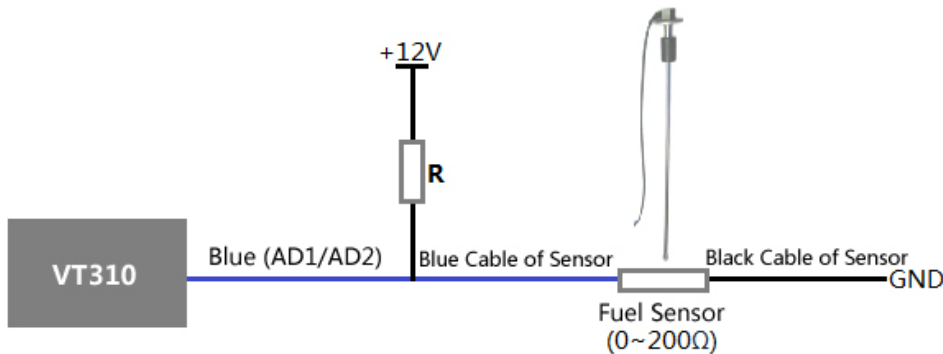 +12V
R
Blue (AD1/AD2)
Blue Cable of Sensor
Black Cable of Sensor
VT310
GND
Fuel Sensor
(0~200Ω)